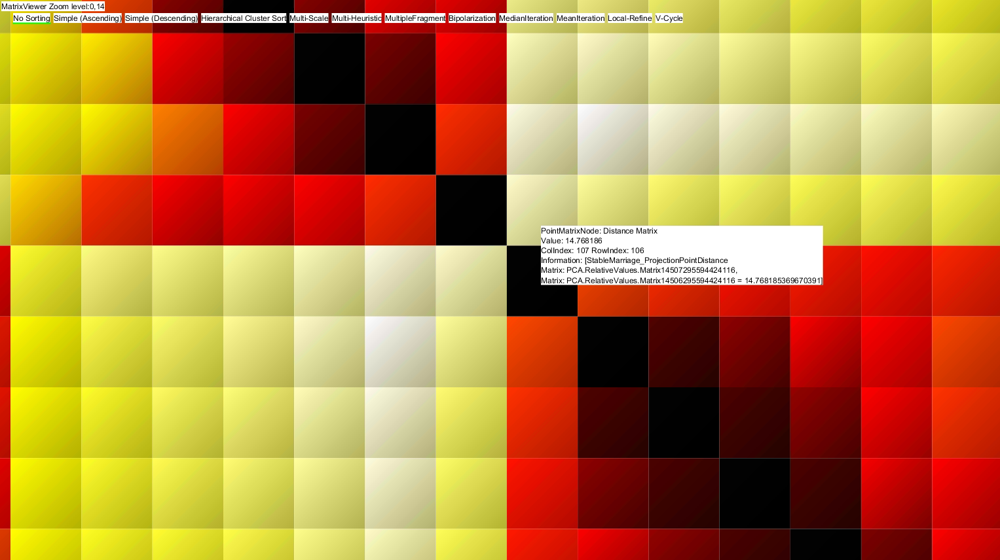 MatrixViewer Zoom level:0,14
No Sorting Simple (Ascending) Simple (Descending) Hierarchical Cluster Sort Multi-Scale Multi-Heuristic MultipleFragment Bipolarization MedianIteration MeanIteration Local-Refine V-Cycle
PointMatrixNode: Distance Matrix
Value: 14.768186
ColIndex: 107 RowIndex: 106
Information: [StableMarriage_ProjectionPointDistance
Matrix: PCA.RelativeValues.Matrix14507295594424116,
Matrix: PCA.RelativeValues.Matrix14506295594424116 = 14.768185369670391]